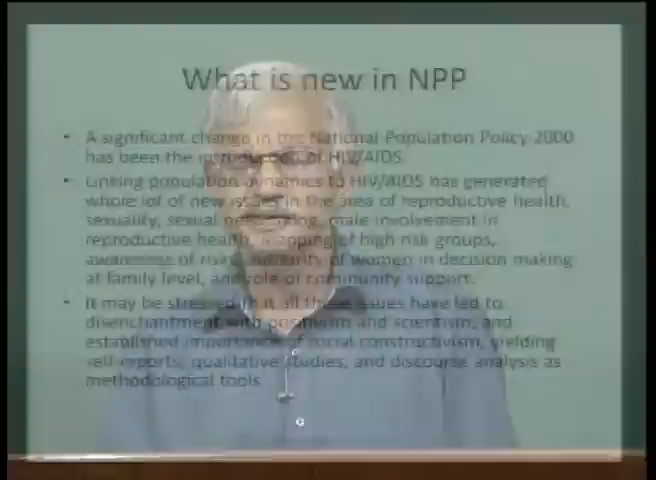 What is new in NPP
• A significant change in the National Population Policy 2000
has been the introduction of HIV/AIDS.
• Linking population dynamics to HIV/AIDS has generated
whole lot of new issues in the area of reproductive health,
sexuality, sexual networking, male involvement in
reproductive health, mapping of high risk groups,
awareness of risks, authority of women in decision making
at family level, and role of community support.
• It may be stressed that all these issues have led to
disenchantment with positivism and scientism, and
established importance of social constructivism, yielding
self-reports, qualitative studies, and discourse analysis as
methodological tools